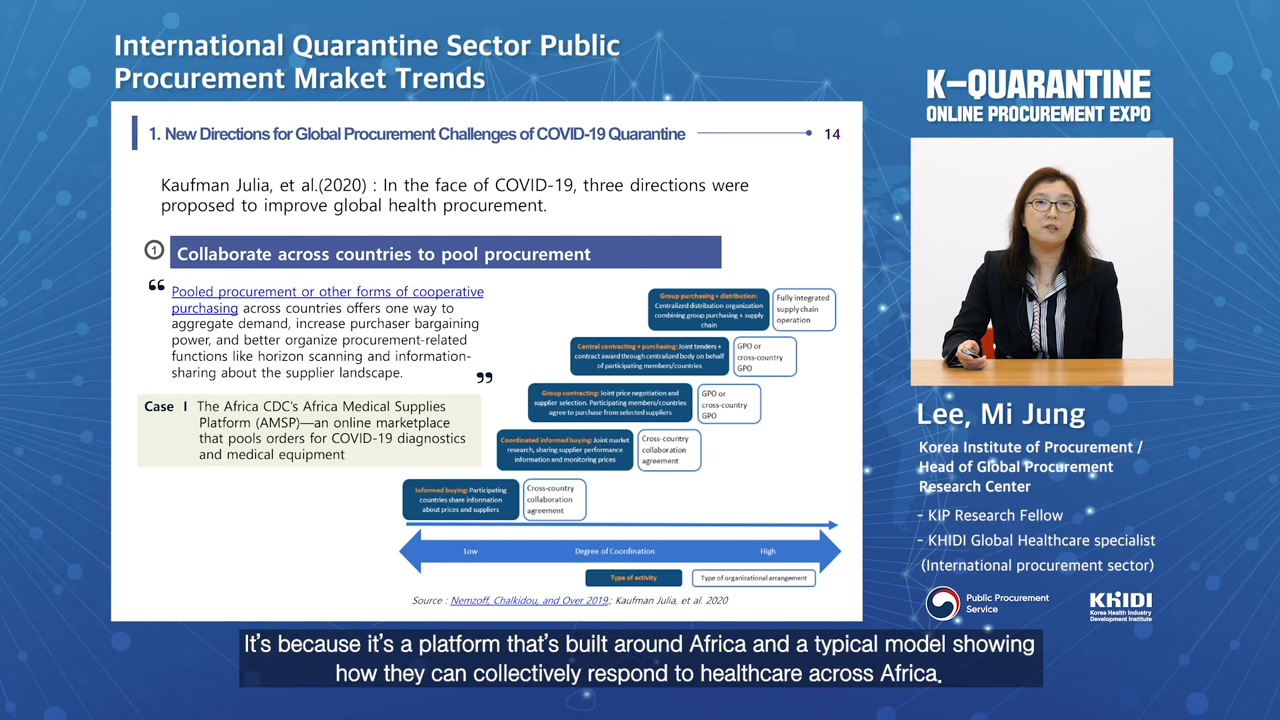 International Quarantine Sector Public
Procurement Mraket Trends
1. New Directions for Global Procurement Challenges of COVID-19 Quarantine
14
Kaufman Julia, et al.(2020) : In the face of COVID-19, three directions were
proposed to improve global health procurement.
1
Collaborate across countries to pool procurement
“ Pooled procurement or other forms of cooperative
purchasing across countries offers one way to
aggregate demand, increase purchaser bargaining
power, and better organize procurement-related
functions like horizon scanning and information-
sharing about the supplier landscape. ”
Case I The Africa CDC’s Africa Medical Supplies
Platform (AMSP)—an online marketplace
that pools orders for COVID-19 diagnostics
and medical equipment
Group purchasing + distribution:
Centralized distribution organization
combining group purchasing + supply
chain
Fully integrated
supply chain
operation
Central contracting + purchasing: Joint tenders +
contract award through centralized body on behalf
of participating members/countries
GPO or
cross-country
GPO
Group contracting: Joint price negotiation and
supplier selection. Participating members/countries
agree to purchase from selected suppliers
GPO or
cross-country
GPO
Coordinated informed buying: Joint market
research, sharing supplier performance
information and monitoring prices
Cross-country
collaboration
agreement
Informed buying: Participating
countries share information
about prices and suppliers
Cross-country
collaboration
agreement
Low Degree of Coordination High
Type of activity
Type of organizational arrangement
Source : Nemzoff, Chalkidou, and Over 2019,; Kaufman Julia, et al. 2020
K-QUARANTINE
ONLINE PROCUREMENT EXPO
Lee, Mi Jung
Korea Institute of Procurement /
Head of Global Procurement
Research Center
- KIP Research Fellow
- KHIDI Global Healthcare specialist
(International procurement sector)
Public Procurement
Service
KHIDI
Korea Health Industry
Development Institute
It’s because it’s a platform that’s built around Africa and a typical model showing
how they can collectively respond to healthcare across Africa.